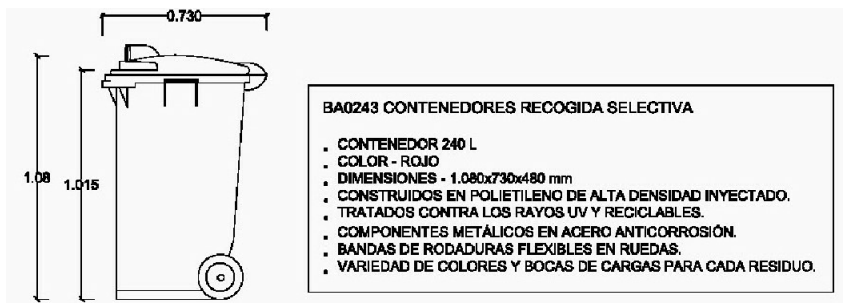 0.730
1.08
1.015
BA0243 CONTENEDORES RECOGIDA SELECTIVA
. CONTENEDOR 240 L
. COLOR - ROJO
. DIMENSIONES - 1.080x730x480 mm
. CONSTRUIDOS EN POLIETILENO DE ALTA DENSIDAD INYECTADO.
. TRATADOS CONTRA LOS RAYOS UV Y RECICLABLES.
. COMPONENTES METÁLICOS EN ACERO ANTICORROSIÓN.
. BANDAS DE RODADURAS FLEXIBLES EN RUEDAS.
. VARIEDAD DE COLORES Y BOCAS DE CARGAS PARA CADA RESIDUO.